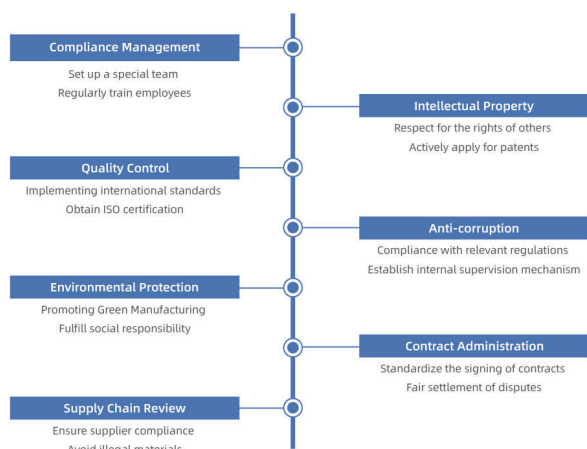 Compliance Management
Set up a special team
Regularly train employees
Intellectual Property
Respect for the rights of others
Actively apply for patents
Quality Control
Implementing international standards
Obtain ISO certification
Anti-corruption
Compliance with relevant regulations
Establish internal supervision mechanism
Environmental Protection
Promoting Green Manufacturing
Fulfill social responsibility
Contract Administration
Standardize the signing of contracts
Fair settlement of disputes
Supply Chain Review
Ensure supplier compliance
Avoid illegal materials